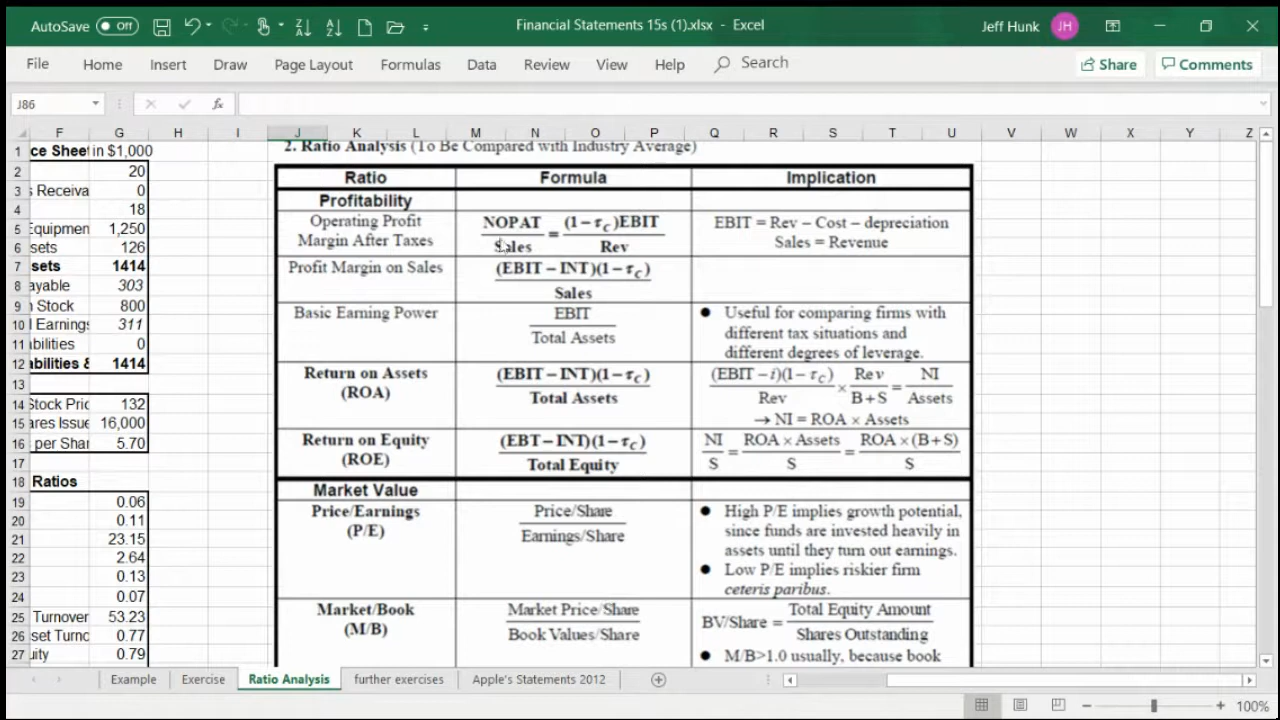 AutoSave Off
Financial Statements 15s (1).xlsx - Excel
Jeff Hunk JH
File Home Insert Draw Page Layout Formulas Data Review View Help Search Share Comments
J86 fx
F G H I J K L M N O P Q R S T U V W X Y Z
1 ce Sheet in $1,000
2 20
3 s Receiva 0
4 18
5 Equipment 1,250
6 sets 126
7 sets 1414
8 ayable 303
9 n Stock 800
10 l Earnings 311
11 abilities 0
12 abilities & 1414
13
14 Stock Pric 132
15 ares Issue 16,000
16 per Shar 5.70
17
18 Ratios
19 0.06
20 0.11
21 23.15
22 2.64
23 0.13
24 0.07
25 Turnover 53.23
26 set Turno 0.77
27 uity 0.79
2. Ratio Analysis (To Be Compared with Industry Average)
Ratio Formula Implication
Profitability
Operating Profit
Margin After Taxes
NOPAT / Sales = (1−τC)EBIT / Rev
EBIT = Rev − Cost − depreciation
Sales = Revenue
Profit Margin on Sales
(EBIT − INT)(1−τC)
Sales
Basic Earning Power
EBIT
Total Assets
● Useful for comparing firms with
different tax situations and
different degrees of leverage.
Return on Assets
(ROA)
(EBIT − INT)(1−τC)
Total Assets
(EBIT − i)(1−τC) / Rev × Rev / B+S = NI / Assets
→ NI = ROA × Assets
Return on Equity
(ROE)
(EBT − INT)(1−τC)
Total Equity
NI / S = ROA × Assets / S = ROA × (B+S) / S
Market Value
Price/Earnings
(P/E)
Price/Share
Earnings/Share
● High P/E implies growth potential,
since funds are invested heavily in
assets until they turn out earnings.
● Low P/E implies riskier firm
ceteris paribus.
Market/Book
(M/B)
Market Price/Share
Book Values/Share
BV/Share = Total Equity Amount / Shares Outstanding
● M/B>1.0 usually, because book
Example Exercise Ratio Analysis further exercises Apple's Statements 2012
100%